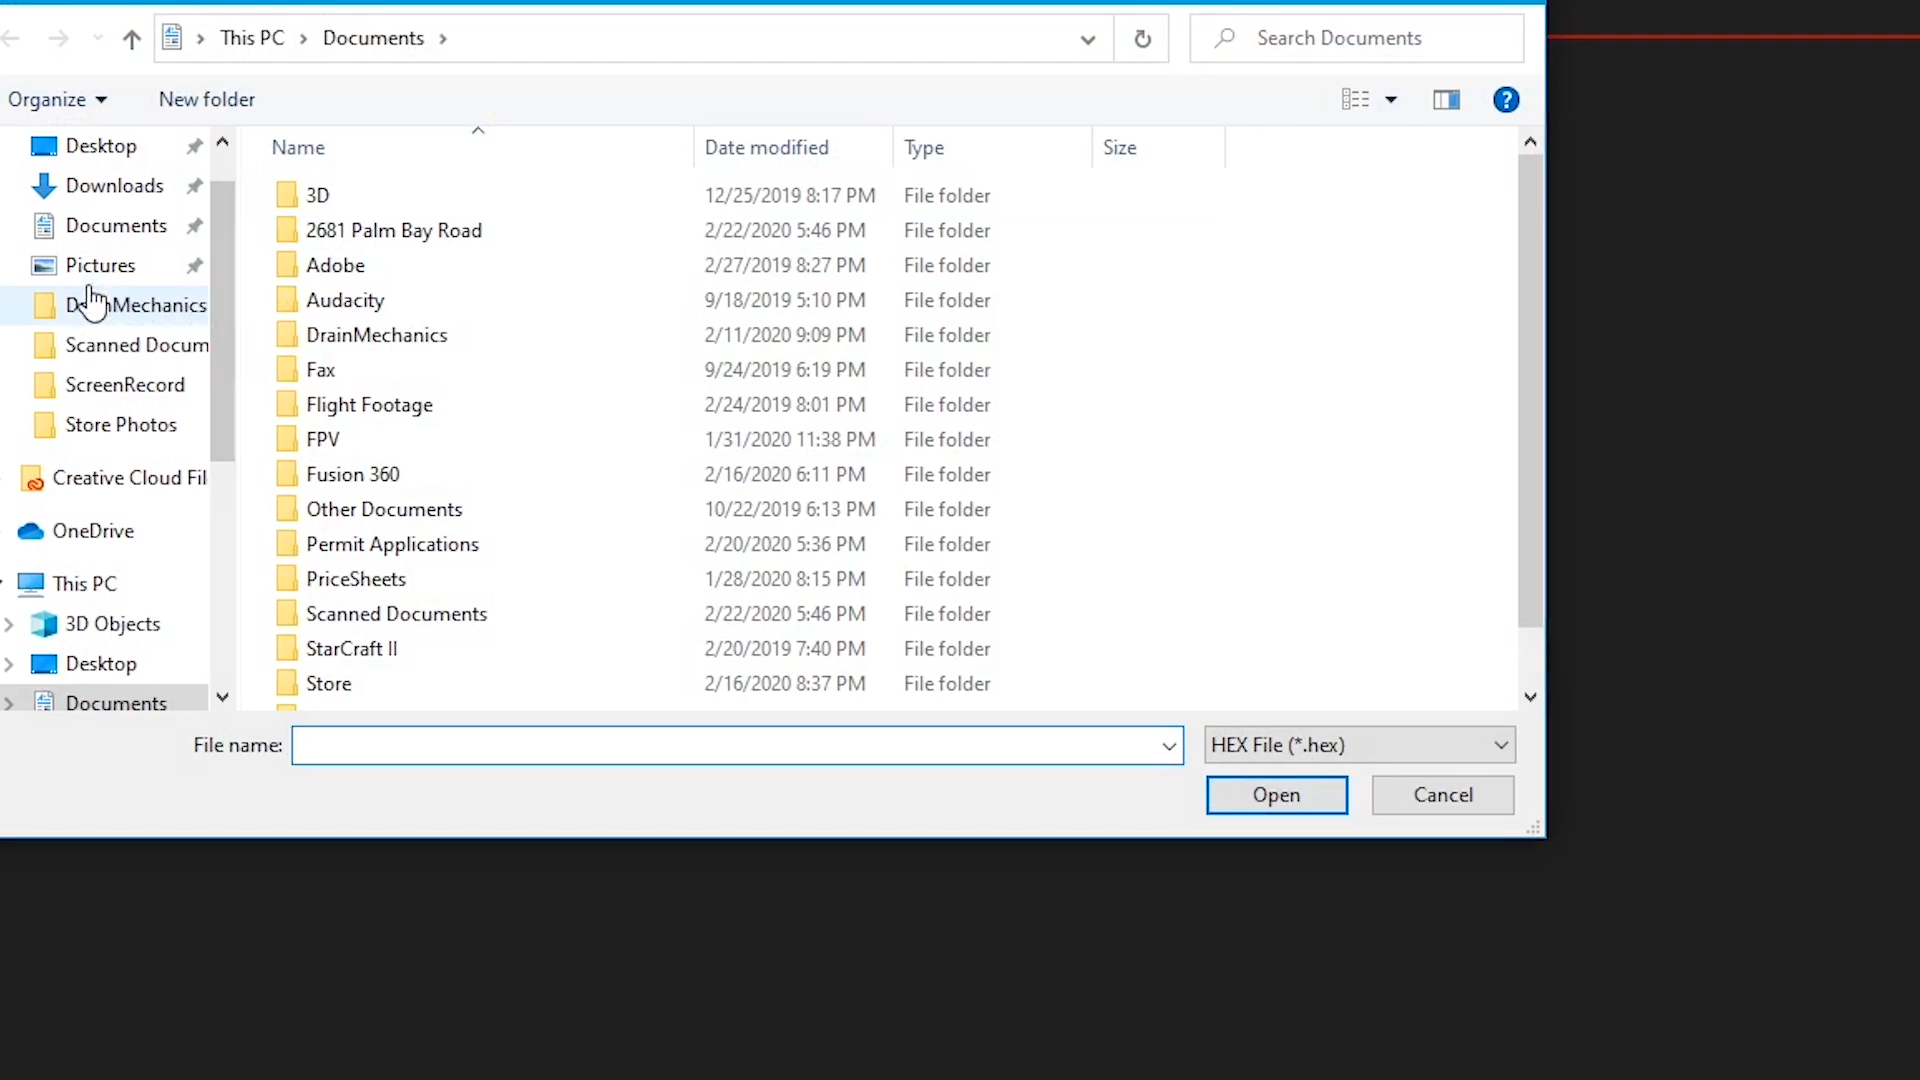 This PC > Documents >
Search Documents
Organize
New folder
Name
Date modified
Type
Size
Desktop
Downloads
Documents
Pictures
Mechanics
Scanned Docum
ScreenRecord
Store Photos
Creative Cloud Fil
OneDrive
This PC
3D Objects
Desktop
Documents
3D 12/25/2019 8:17 PM File folder
2681 Palm Bay Road 2/22/2020 5:46 PM File folder
Adobe 2/27/2019 8:27 PM File folder
Audacity 9/18/2019 5:10 PM File folder
DrainMechanics 2/11/2020 9:09 PM File folder
Fax 9/24/2019 6:19 PM File folder
Flight Footage 2/24/2019 8:01 PM File folder
FPV 1/31/2020 11:38 PM File folder
Fusion 360 2/16/2020 6:11 PM File folder
Other Documents 10/22/2019 6:13 PM File folder
Permit Applications 2/20/2020 5:36 PM File folder
PriceSheets 1/28/2020 8:15 PM File folder
Scanned Documents 2/22/2020 5:46 PM File folder
StarCraft II 2/20/2019 7:40 PM File folder
Store 2/16/2020 8:37 PM File folder
File name:
HEX File (*.hex)
Open
Cancel